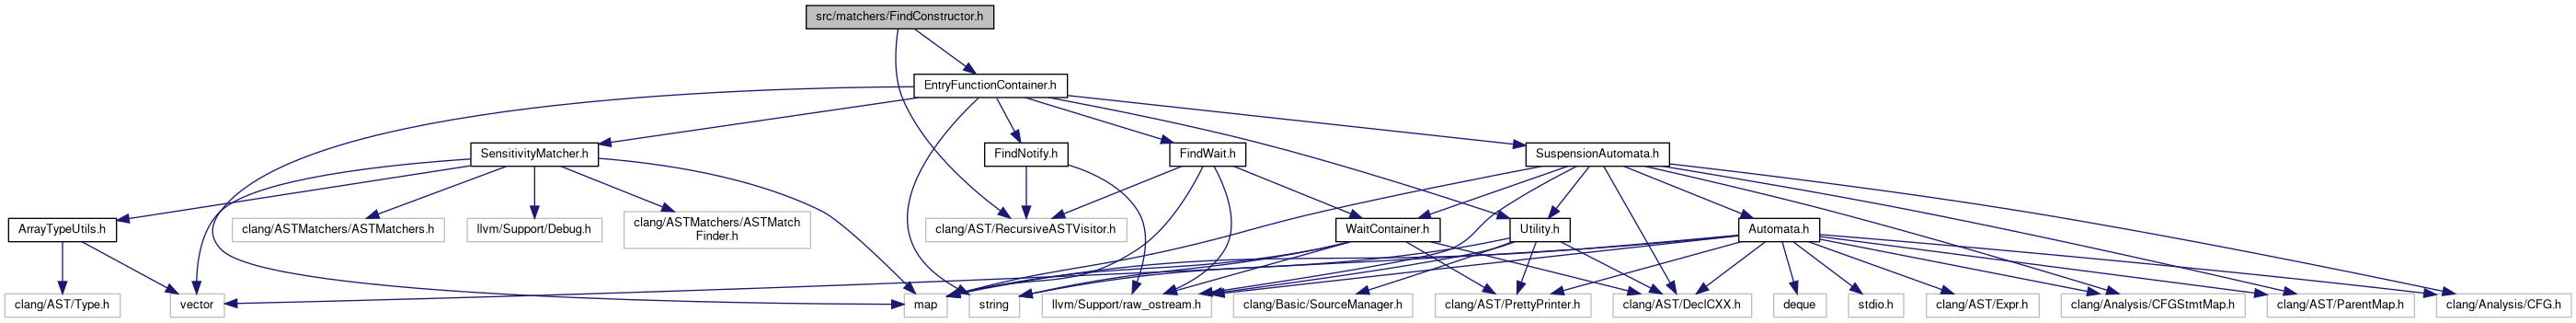 src/matchers/FindConstructor.h
EntryFunctionContainer.h
SensitivityMatcher.h
FindNotify.h
FindWait.h
SuspensionAutomata.h
ArrayTypeUtils.h
clang/ASTMatchers/ASTMatchers.h
llvm/Support/Debug.h
clang/ASTMatchers/ASTMatch
Finder.h
clang/AST/RecursiveASTVisitor.h
WaitContainer.h
Utility.h
Automata.h
clang/AST/Type.h
vector
map
string
llvm/Support/raw_ostream.h
clang/Basic/SourceManager.h
clang/AST/PrettyPrinter.h
clang/AST/DeclCXX.h
deque
stdio.h
clang/AST/Expr.h
clang/Analysis/CFGStmtMap.h
clang/AST/ParentMap.h
clang/Analysis/CFG.h